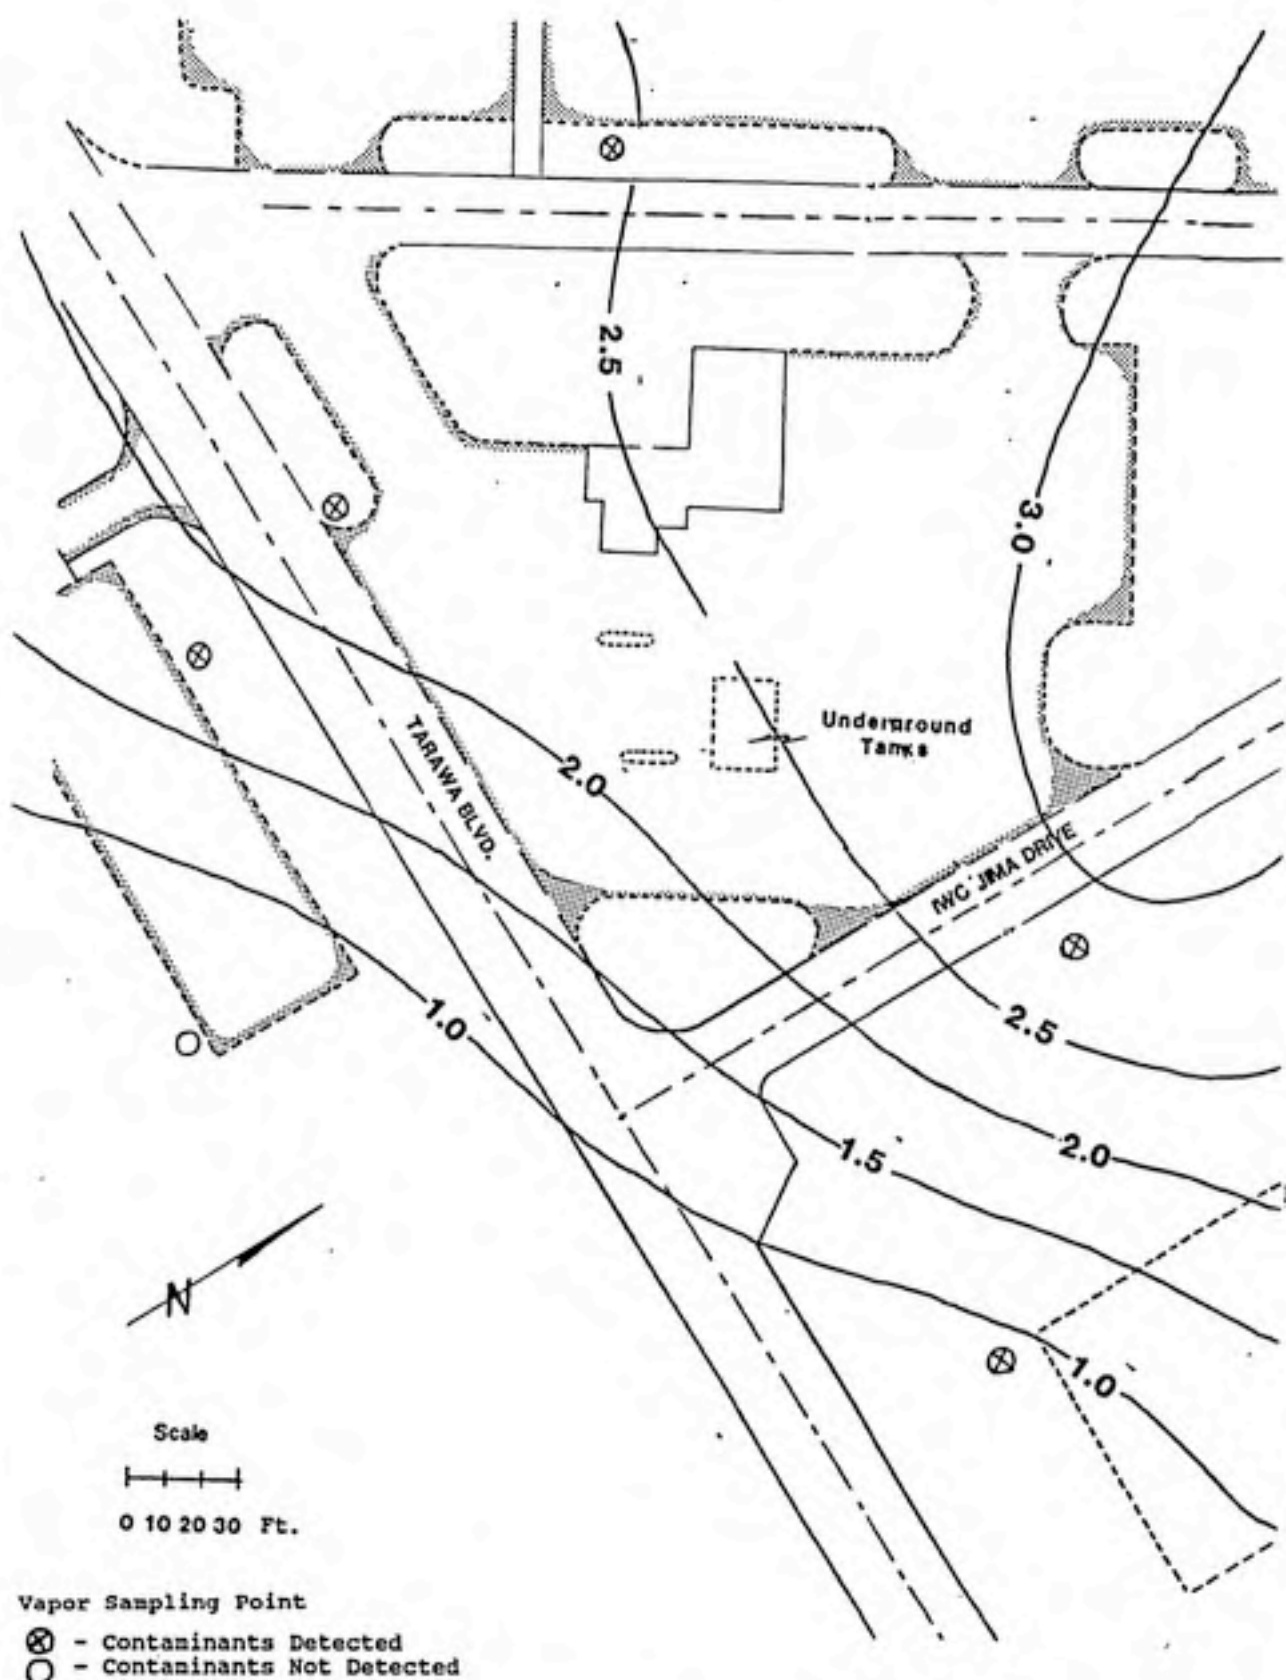 2.5
3.0
Underground
Tanks
TARAWA BLVD.
2.0
IWC JIMA DRIVE
1.0
2.5
2.0
1.5
N
1.0
Scale
0 10 20 30 Ft.
Vapor Sampling Point
- Contaminants Detected
- Contaminants Not Detected